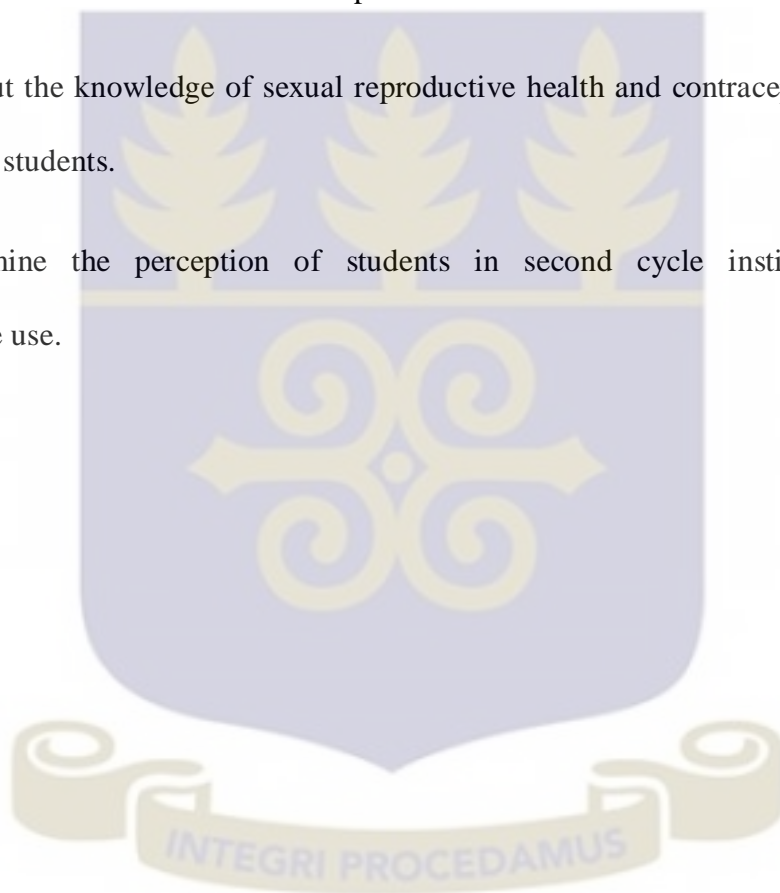 ut the knowledge of sexual reproductive health and contrace
students.
nine the perception of students in second cycle insti
e use.
INTEGRI PROCEDAMUS